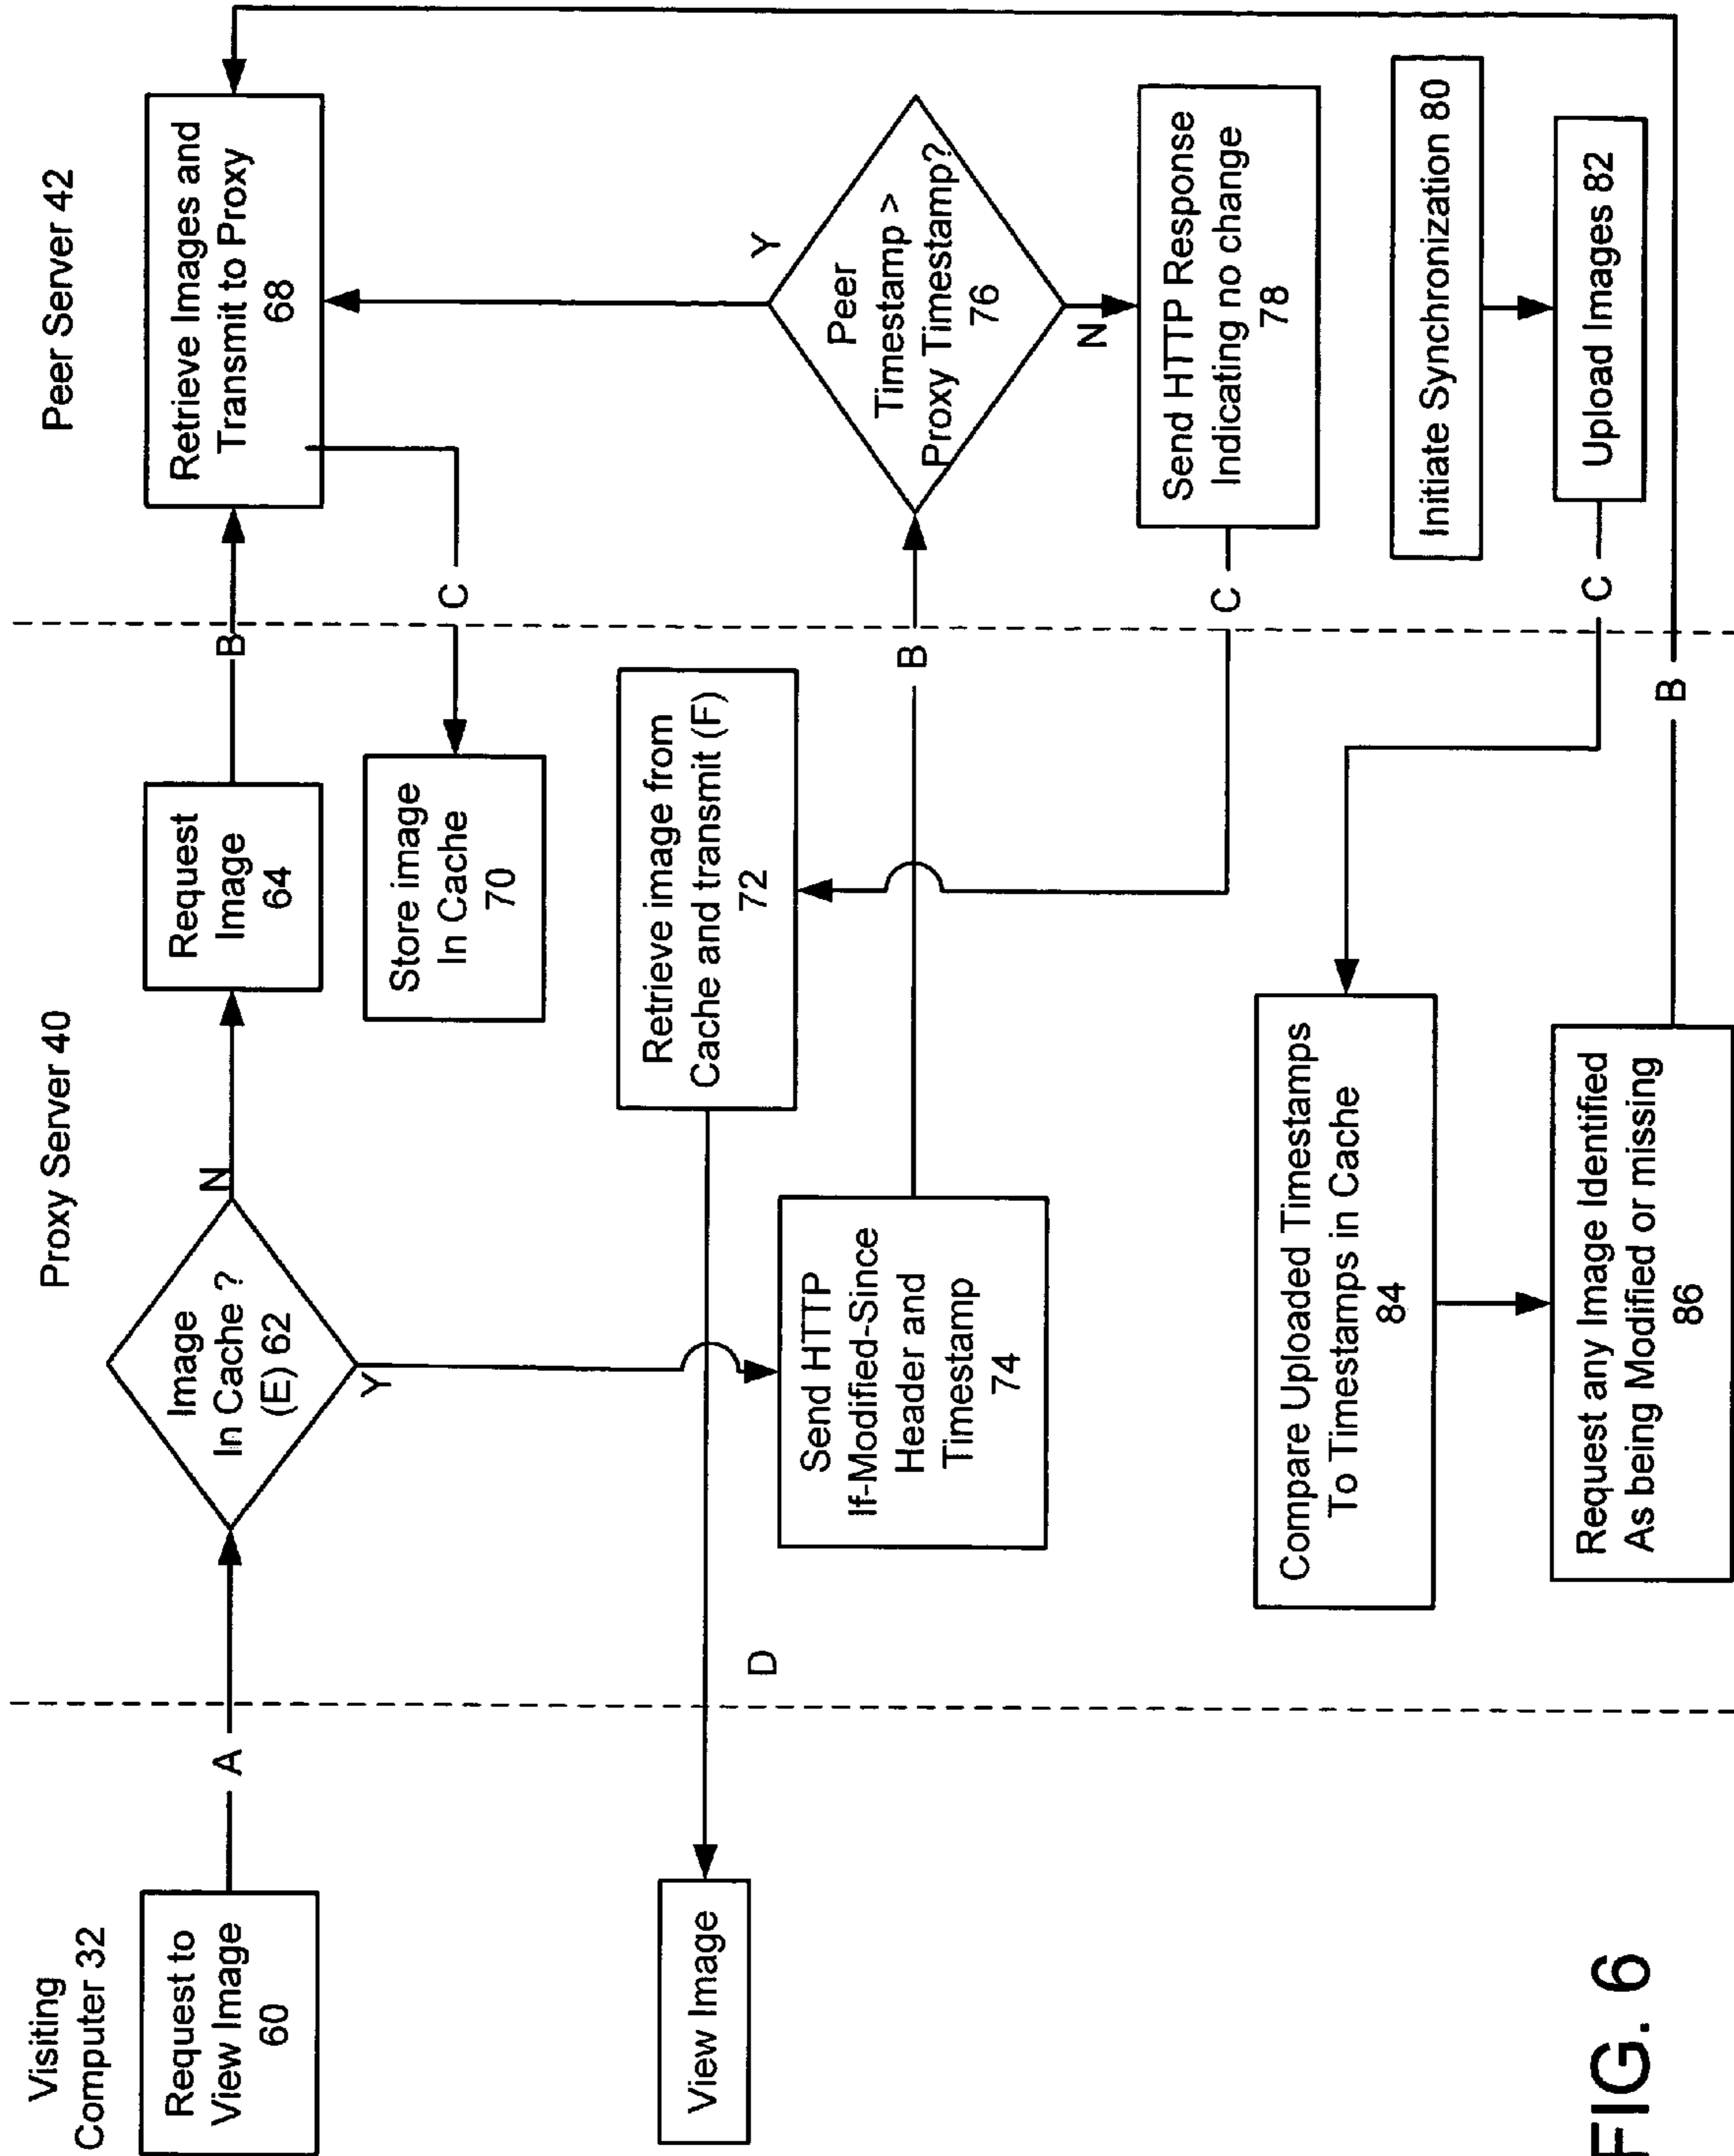 Visiting
Computer 32
Proxy Server 40
Peer Server 42
Request to
View Image
60
A
Image
In Cache ?
(E) 62
N
Y
Request
Image
64
B
Retrieve Images and
Transmit to Proxy
68
C
Store image
In Cache
70
Retrieve image from
Cache and transmit (F)
72
D
View Image
Send HTTP
If-Modified-Since
Header and
Timestamp
74
B
Peer
Timestamp >
Proxy Timestamp?
76
Y
N
Send HTTP Response
Indicating no change
78
C
Initiate Synchronization 80
Upload Images 82
C
Compare Uploaded Timestamps
To Timestamps in Cache
84
Request any Image Identified
As being Modified or missing
86
B
FIG. 6